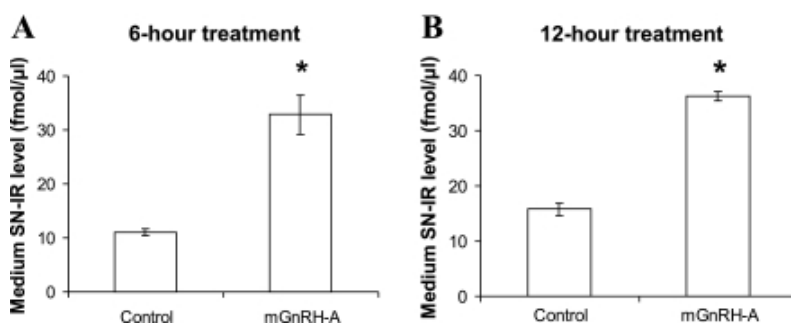 A
6-hour treatment
Medium SN-IR level (fmol/µl)
40
30
20
10
0
*
Control
mGnRH-A
B
12-hour treatment
Medium SN-IR level (fmol/µl)
40
30
20
10
0
*
Control
mGnRH-A